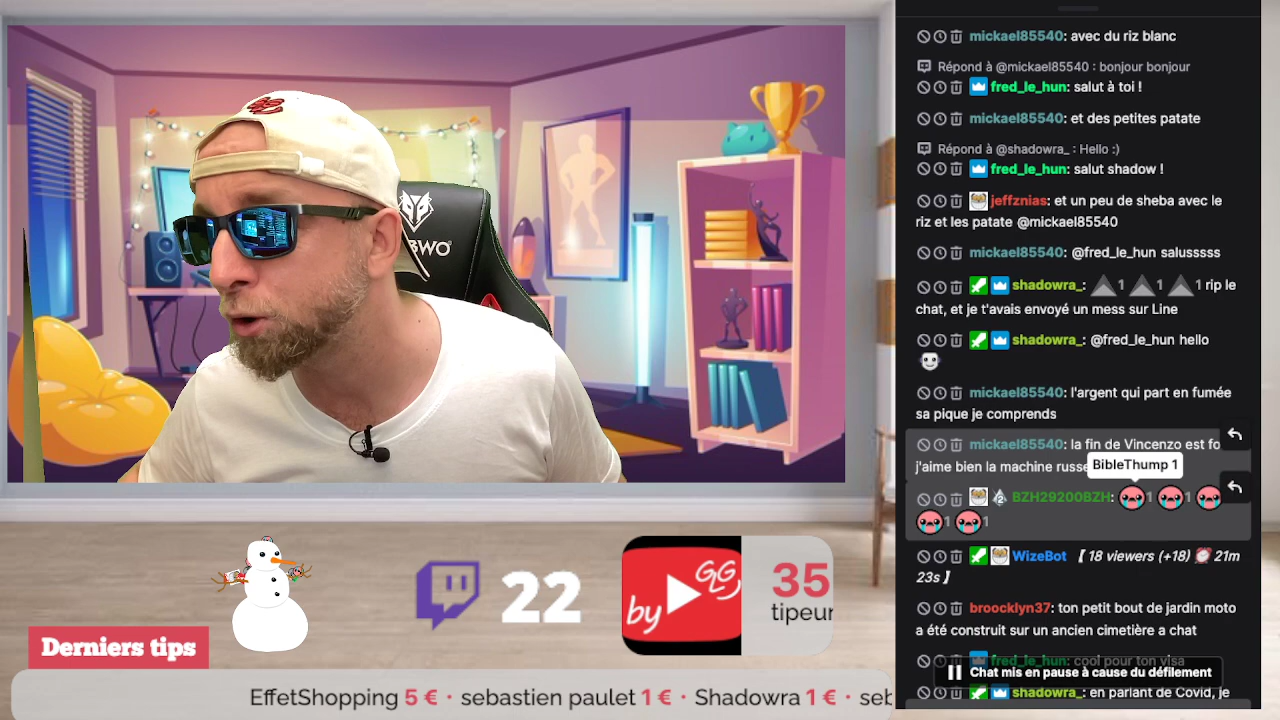 BWO
22
by GG
35
tipeur
Derniers tips
EffetShopping 5 € · sebastien paulet 1 € · Shadowra 1 € · seb
mickael85540: avec du riz blanc
Répond à @mickael85540 : bonjour bonjour
fred_le_hun: salut à toi !
mickael85540: et des petites patate
Répond à @shadowra_ : Hello :)
fred_le_hun: salut shadow !
jeffznias: et un peu de sheba avec le
riz et les patate @mickael85540
mickael85540: @fred_le_hun salusssss
shadowra_: 1 1 1 rip le
chat, et je t'avais envoyé un mess sur Line
shadowra_: @fred_le_hun hello
mickael85540: l'argent qui part en fumée
sa pique je comprends
mickael85540: la fin de Vincenzo est fo
j'aime bien la machine russe
BibleThump 1
2 BZH29200BZH: 1 1
1 1
WizeBot 【 18 viewers (+18) ⏰ 21m
23s 】
broocklyn37: ton petit bout de jardin moto
a été construit sur un ancien cimetière a chat
fred_le_hun: cool pour ton visa
Chat mis en pause à cause du défilement
shadowra_: en parlant de Covid, je